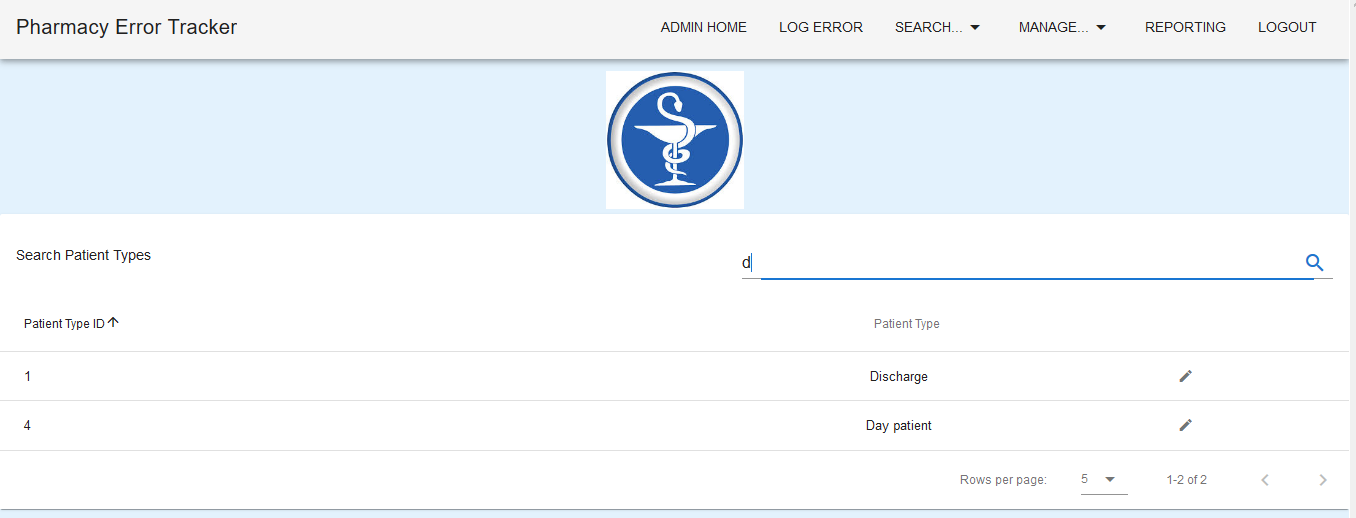 Pharmacy Error Tracker ADMIN HOME LOG ERROR SEARCH... MANAGE... REPORTING LOGOUT
Search Patient Types d
Patient Type ID Patient Type
1 Discharge
4 Day patient
Rows per page: 5 1-2 of 2